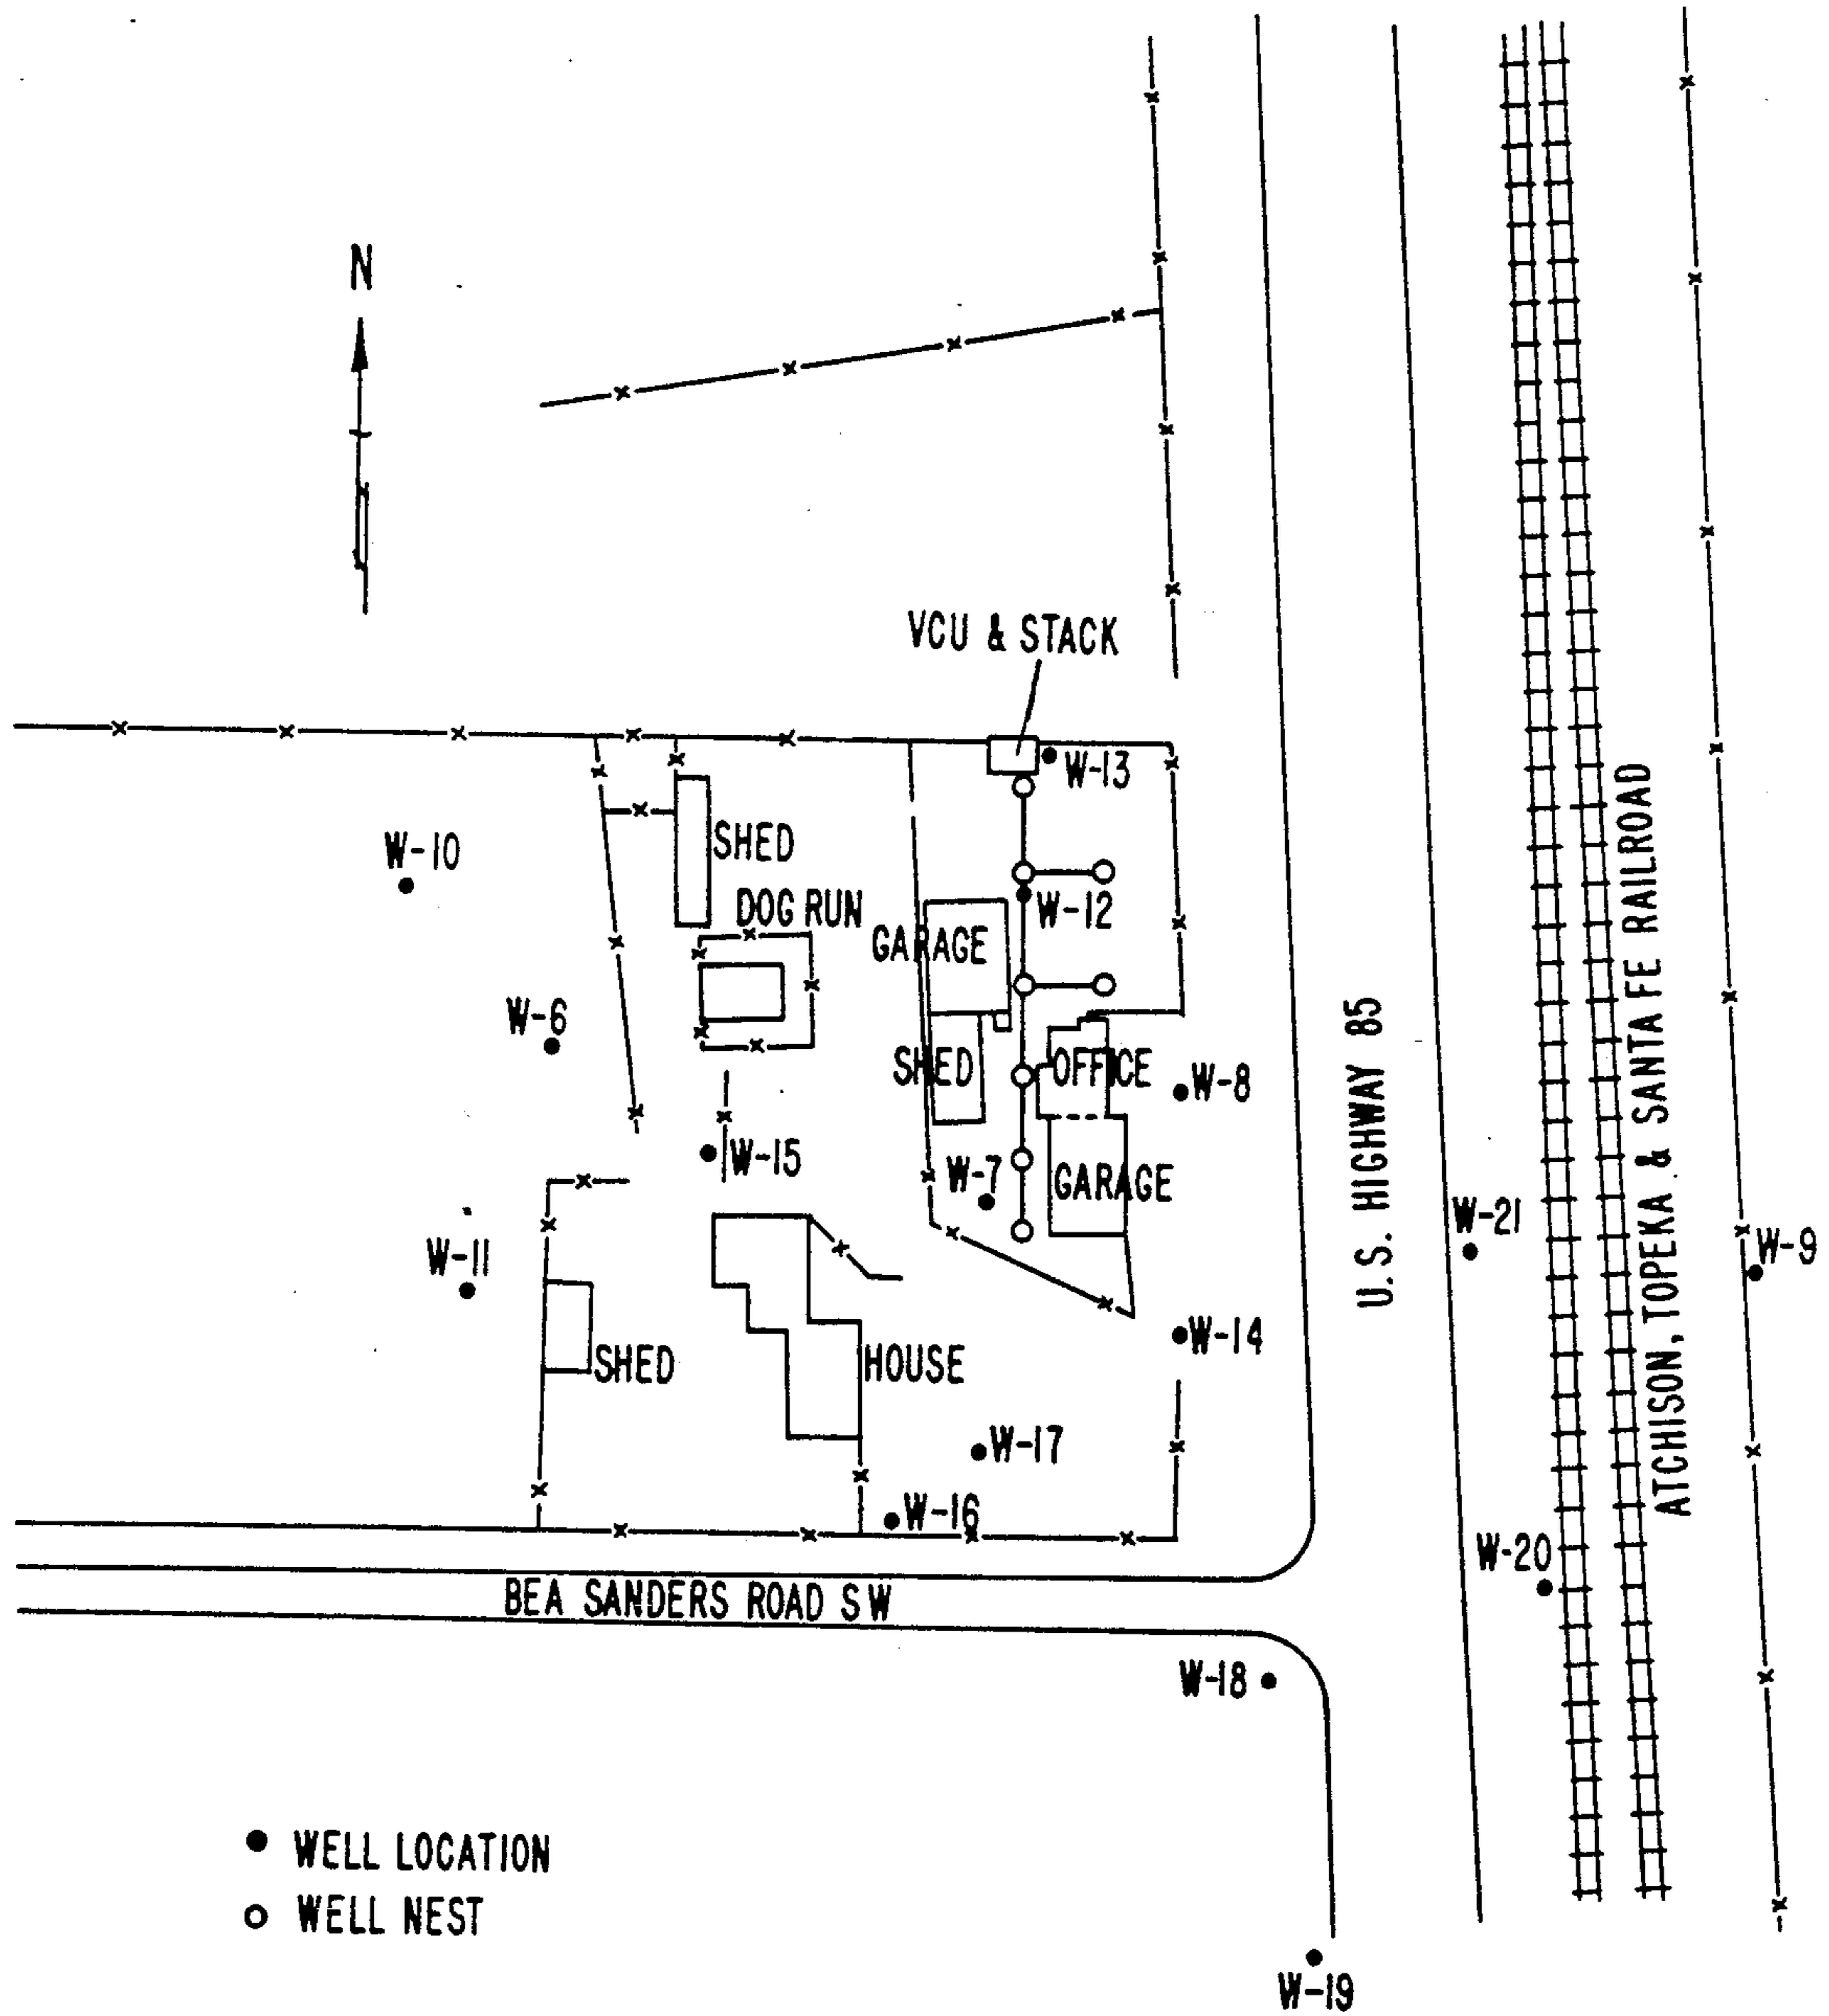 N
VCU & STACK
W-13
SHED
W-10
DOG RUN
W-12
GARAGE
W-6
SHED
OFFICE
W-8
W-15
W-7
GARAGE
W-21
W-9
W-11
W-14
SHED
HOUSE
W-17
W-16
W-20
BEA SANDERS ROAD SW
W-18
W-19
U.S. HIGHWAY 85
ATCHISON, TOPEKA & SANTA FE RAILROAD
WELL LOCATION
WELL NEST